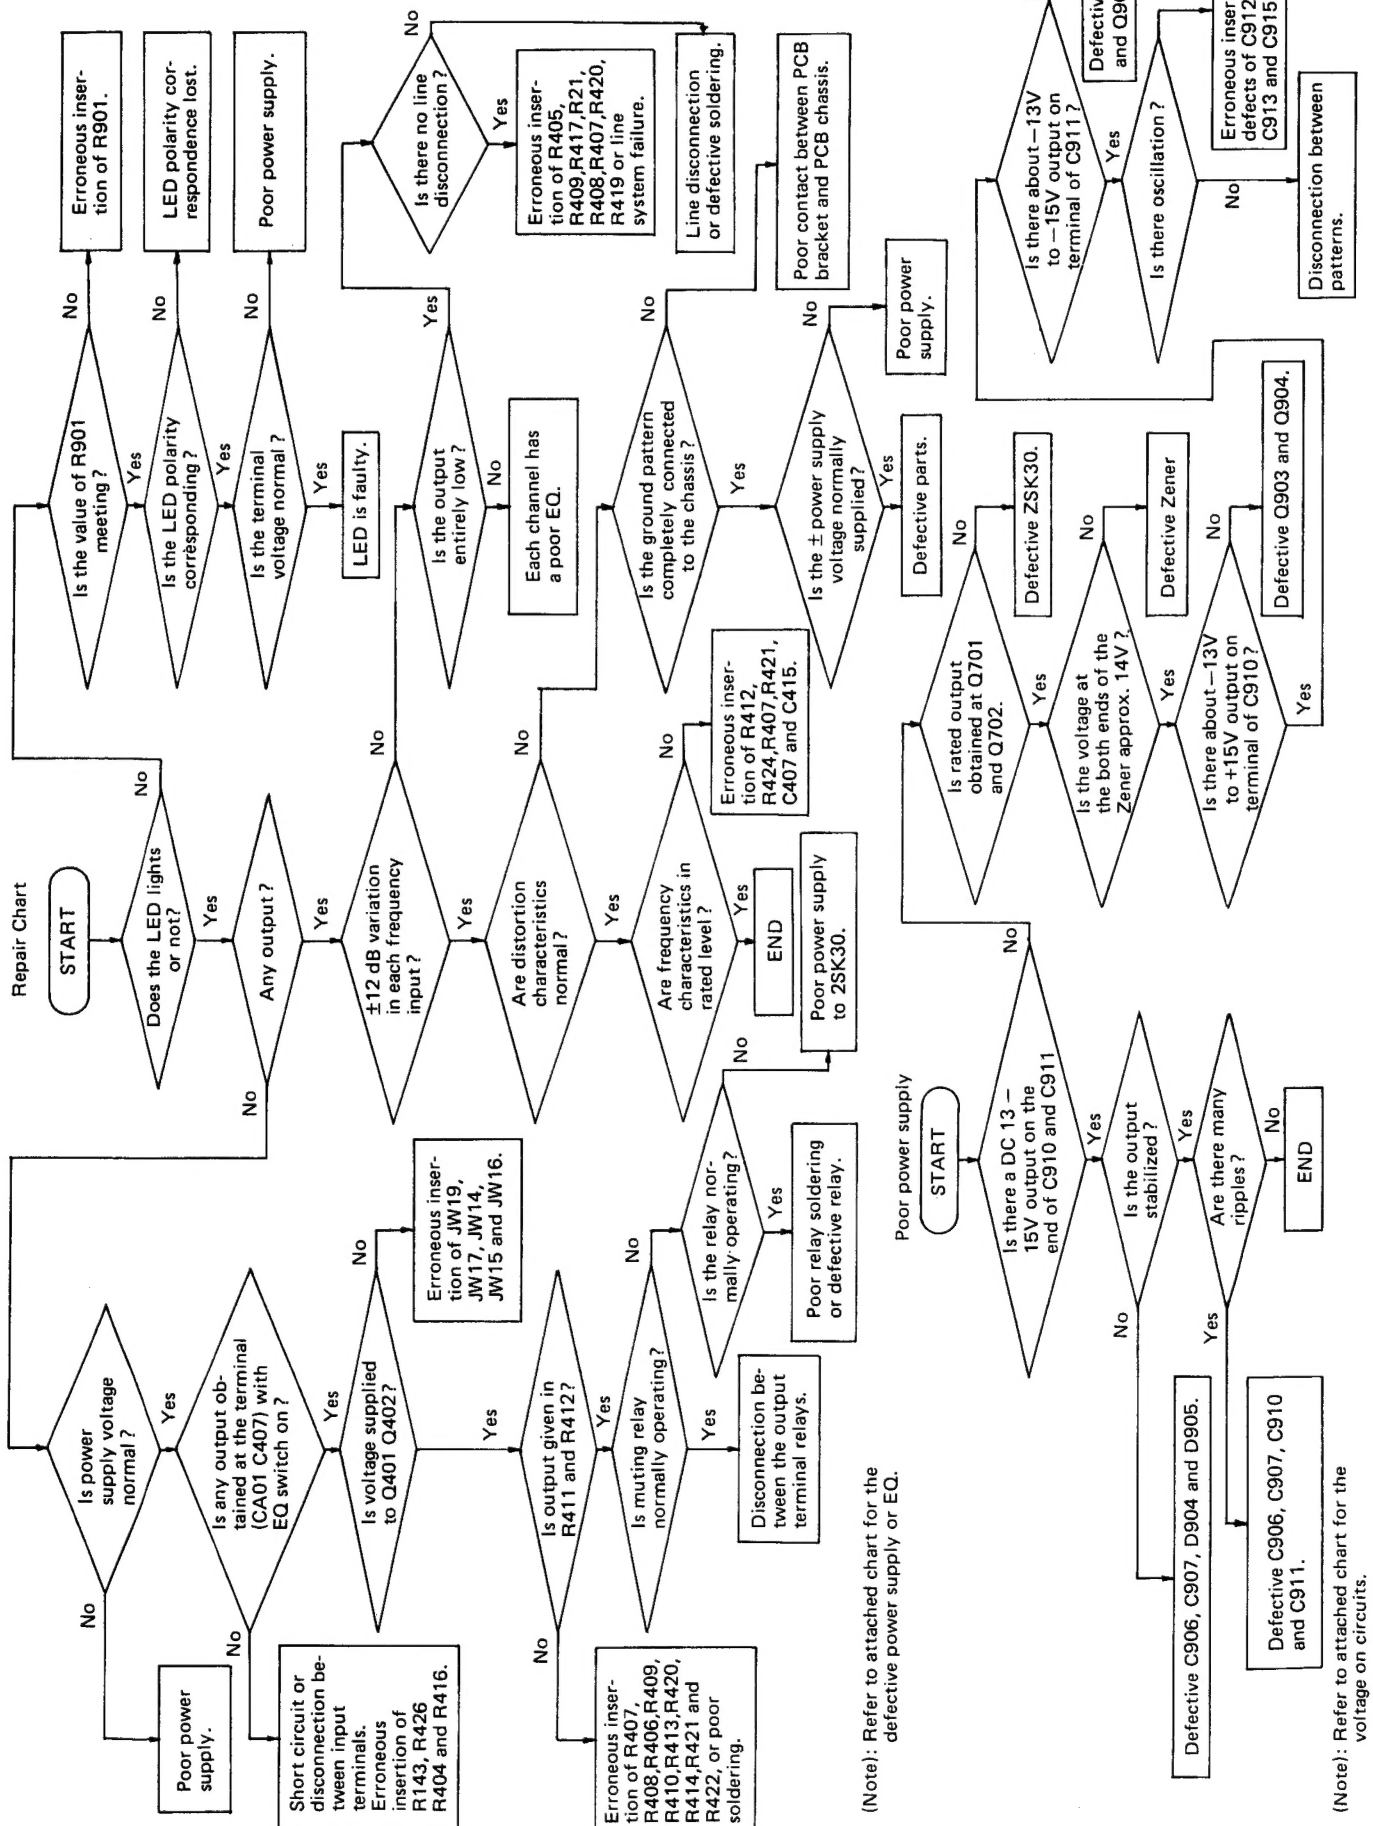 Repair Chart
START
Does the LED lights
or not?
No
Yes
Any output ?
No
Yes
±12 dB variation
in each frequency
input ?
No
Yes
Are distortion
characteristics
normal ?
No
Yes
Are frequency
characteristics in
rated level ?
No
Yes
END
Erroneous inser-
tion of R412,
R424,R407,R421,
C407 and C415.
Is the value of R901
meeting ?
No
Erroneous inser-
tion of R901.
Yes
Is the LED polarity
corresponding ?
No
LED polarity cor-
respondence lost.
Yes
Is the terminal
voltage normal ?
No
Poor power supply.
Yes
LED is faulty.
Is the output
entirely low ?
Yes
No
Each channel has
a poor EQ.
Is there no line
disconnection ?
No
Yes
Erroneous inser-
tion of R405,
R409,R417,R21,
R408,R407,R420,
R419 or line
system failure.
Line disconnection
or defective soldering.
Is the ground pattern
completely connected
to the chassis ?
No
Poor contact between PCB
bracket and PCB chassis.
Yes
Is the ± power supply
voltage normally
supplied?
No
Poor power
supply.
Yes
Defective parts.
Is power
supply voltage
normal ?
No
Poor power
supply.
Yes
Is any output ob-
tained at the terminal
(CA01 C407) with
EQ switch on ?
No
Short circuit or
disconnection be-
tween input
terminals.
Erroneous
insertion of
R143, R426
R404 and R416.
Yes
Is voltage supplied
to Q401 Q402?
No
Erroneous inser-
tion of JW19,
JW17, JW14,
JW15 and JW16.
Yes
Is output given in
R411 and R412?
No
Erroneous inser-
tion of R407,
R408,R406,R409,
R410,R413,R420,
R414,R421 and
R422, or poor
soldering.
Yes
Is muting relay
normally operating?
No
Yes
Disconnection be-
tween the output
terminal relays.
Is the relay nor-
mally operating?
No
Poor power supply
to 2SK30.
Yes
Poor relay soldering
or defective relay.
(Note): Refer to attached chart for the
defective power supply or EQ.
Poor power supply
START
Is there a DC 13 –
15V output on the
end of C910 and C911
No
Yes
Is the output
stabilized ?
No
Defective C906, C907, D904 and D905.
Yes
Are there many
ripples ?
Yes
Defective C906, C907, C910
and C911.
No
END
Is rated output
obtained at Q701
and Q702.
No
Defective ZSK30.
Yes
Is the voltage at
the both ends of the
Zener approx. 14V ?
No
Defective Zener
Yes
Is there about–13V
to +15V output on
terminal of C910?
No
Defective Q903 and Q904.
Yes
Is there about–13V
to –15V output on
terminal of C911?
Defectiv
and Q9
Yes
Is there oscillation ?
Erroneous inser
defects of C912
C913 and C915
No
Disconnection between
patterns.
(Note): Refer to attached chart for the
voltage on circuits.